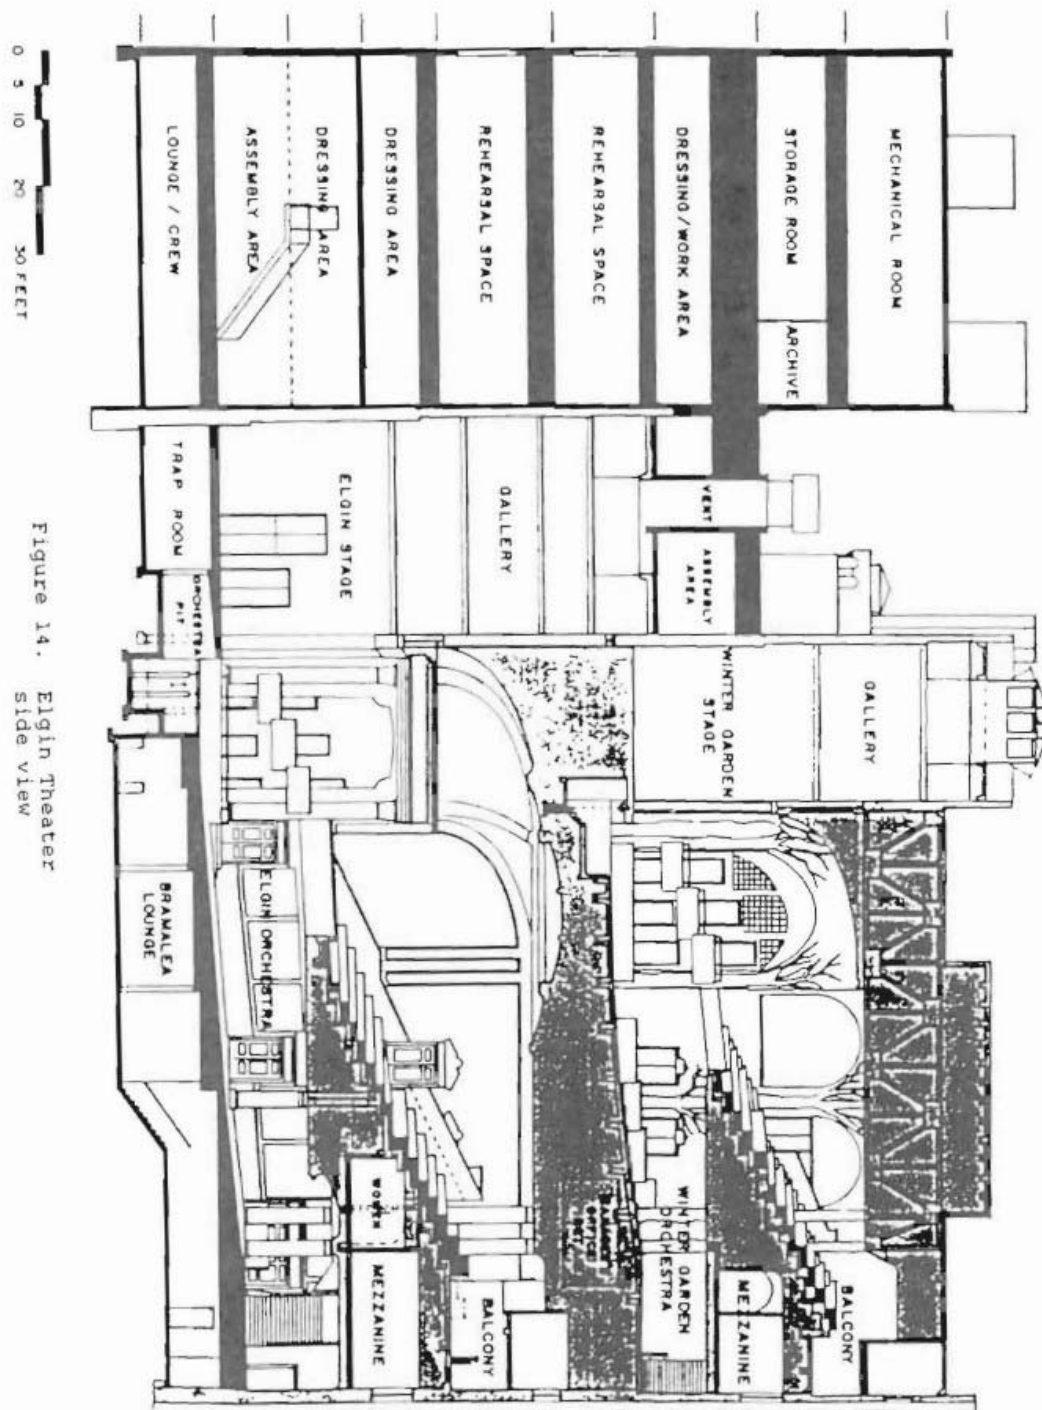 MECHANICAL ROOM
STORAGE ROOM
ARCHIVE
DRESSING/WORK AREA
REHEARSAL SPACE
REHEARSAL SPACE
DRESSING AREA
DRESSING AREA
ASSEMBLY AREA
LOUNGE / CREW
VENT
ASSEMBLY
AREA
GALLERY
ELGIN STAGE
TRAP ROOM
ORCHESTRA
PIT
GALLERY
WINTER GARDEN
STAGE
ELGIN ORCHESTRA
BRAMALEA
LOUNGE
BALCONY
MEZZANINE
WINTER GARDEN
ORCHESTRA
OFFICE
SET
BALCONY
WOMEN
MEZZANINE
0 5 10 20 30 FEET
Figure 14. Elgin Theater
side view